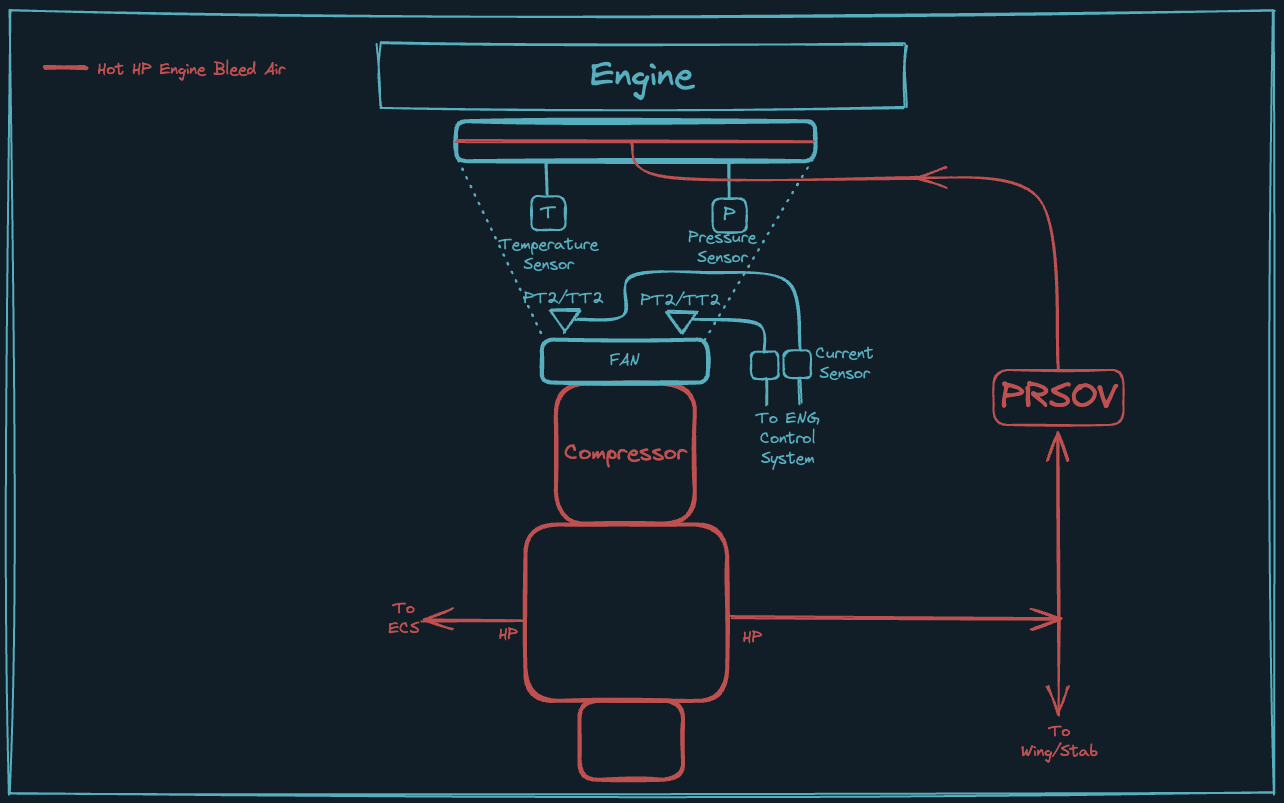 Engine
Hot HP Engine Bleed Air
T
P
Temperature
Sensor
Pressure
Sensor
PT2/TT2
PT2/TT2
FAN
Current
Sensor
To ENG
Control
System
PRSOV
Compressor
To
ECS
HP
HP
To
Wing/Stab